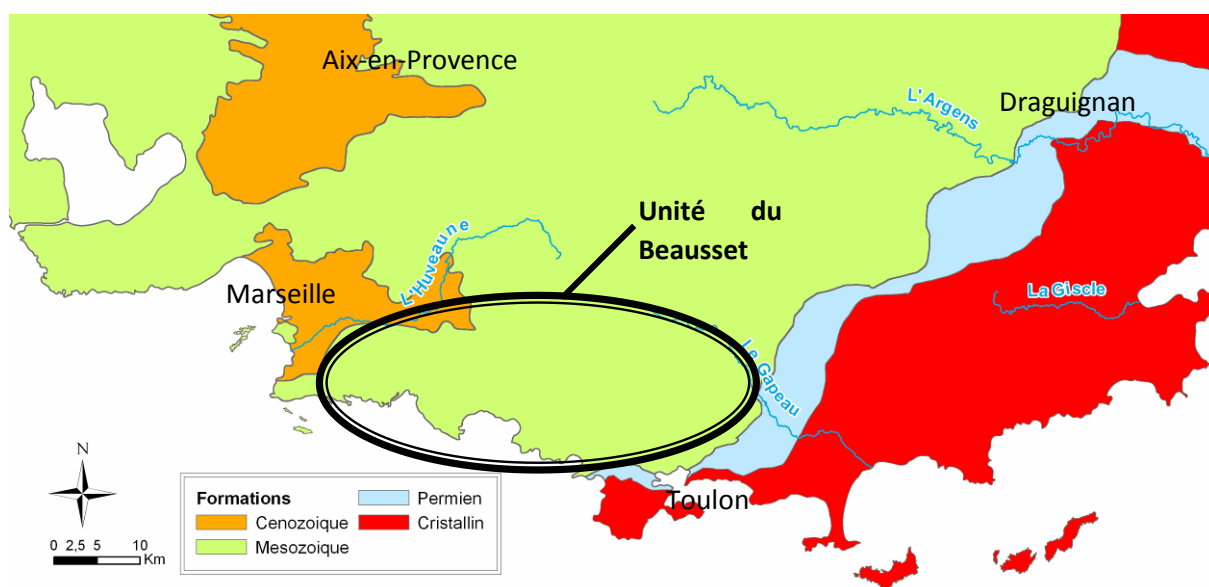 Aix-en-Provence
L'Argens
Draguignan
Unité du
Beausset
L'Huveaune
Marseille
La Giscle
Le Gapeau
N
Toulon
Formations
Permien
Cenozoique
Cristallin
Mesozoique
0 2,5 5 10
Km